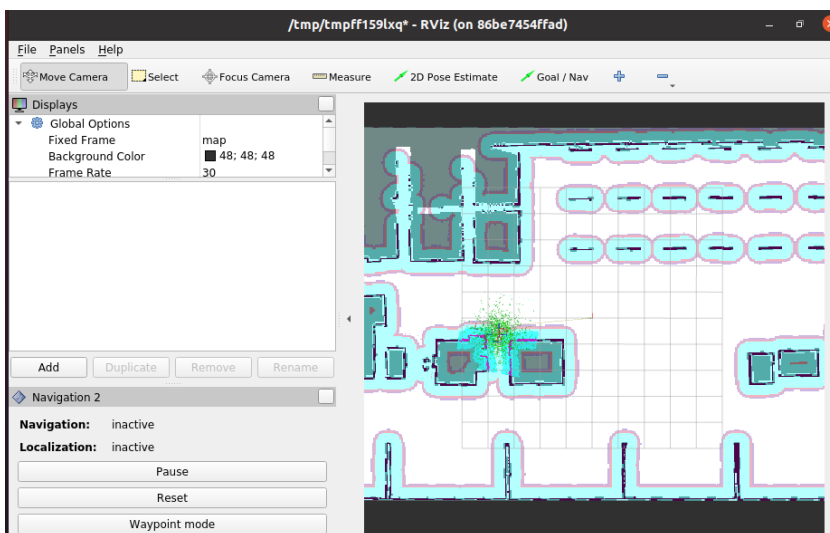 /tmp/tmpff159lxq* - RViz (on 86be7454ffad)
File Panels Help
Move Camera Select Focus Camera Measure 2D Pose Estimate Goal / Nav
Displays
Global Options
Fixed Frame map
Background Color 48; 48; 48
Frame Rate 30
Add Duplicate Remove Rename
Navigation 2
Navigation: inactive
Localization: inactive
Pause
Reset
Waypoint mode